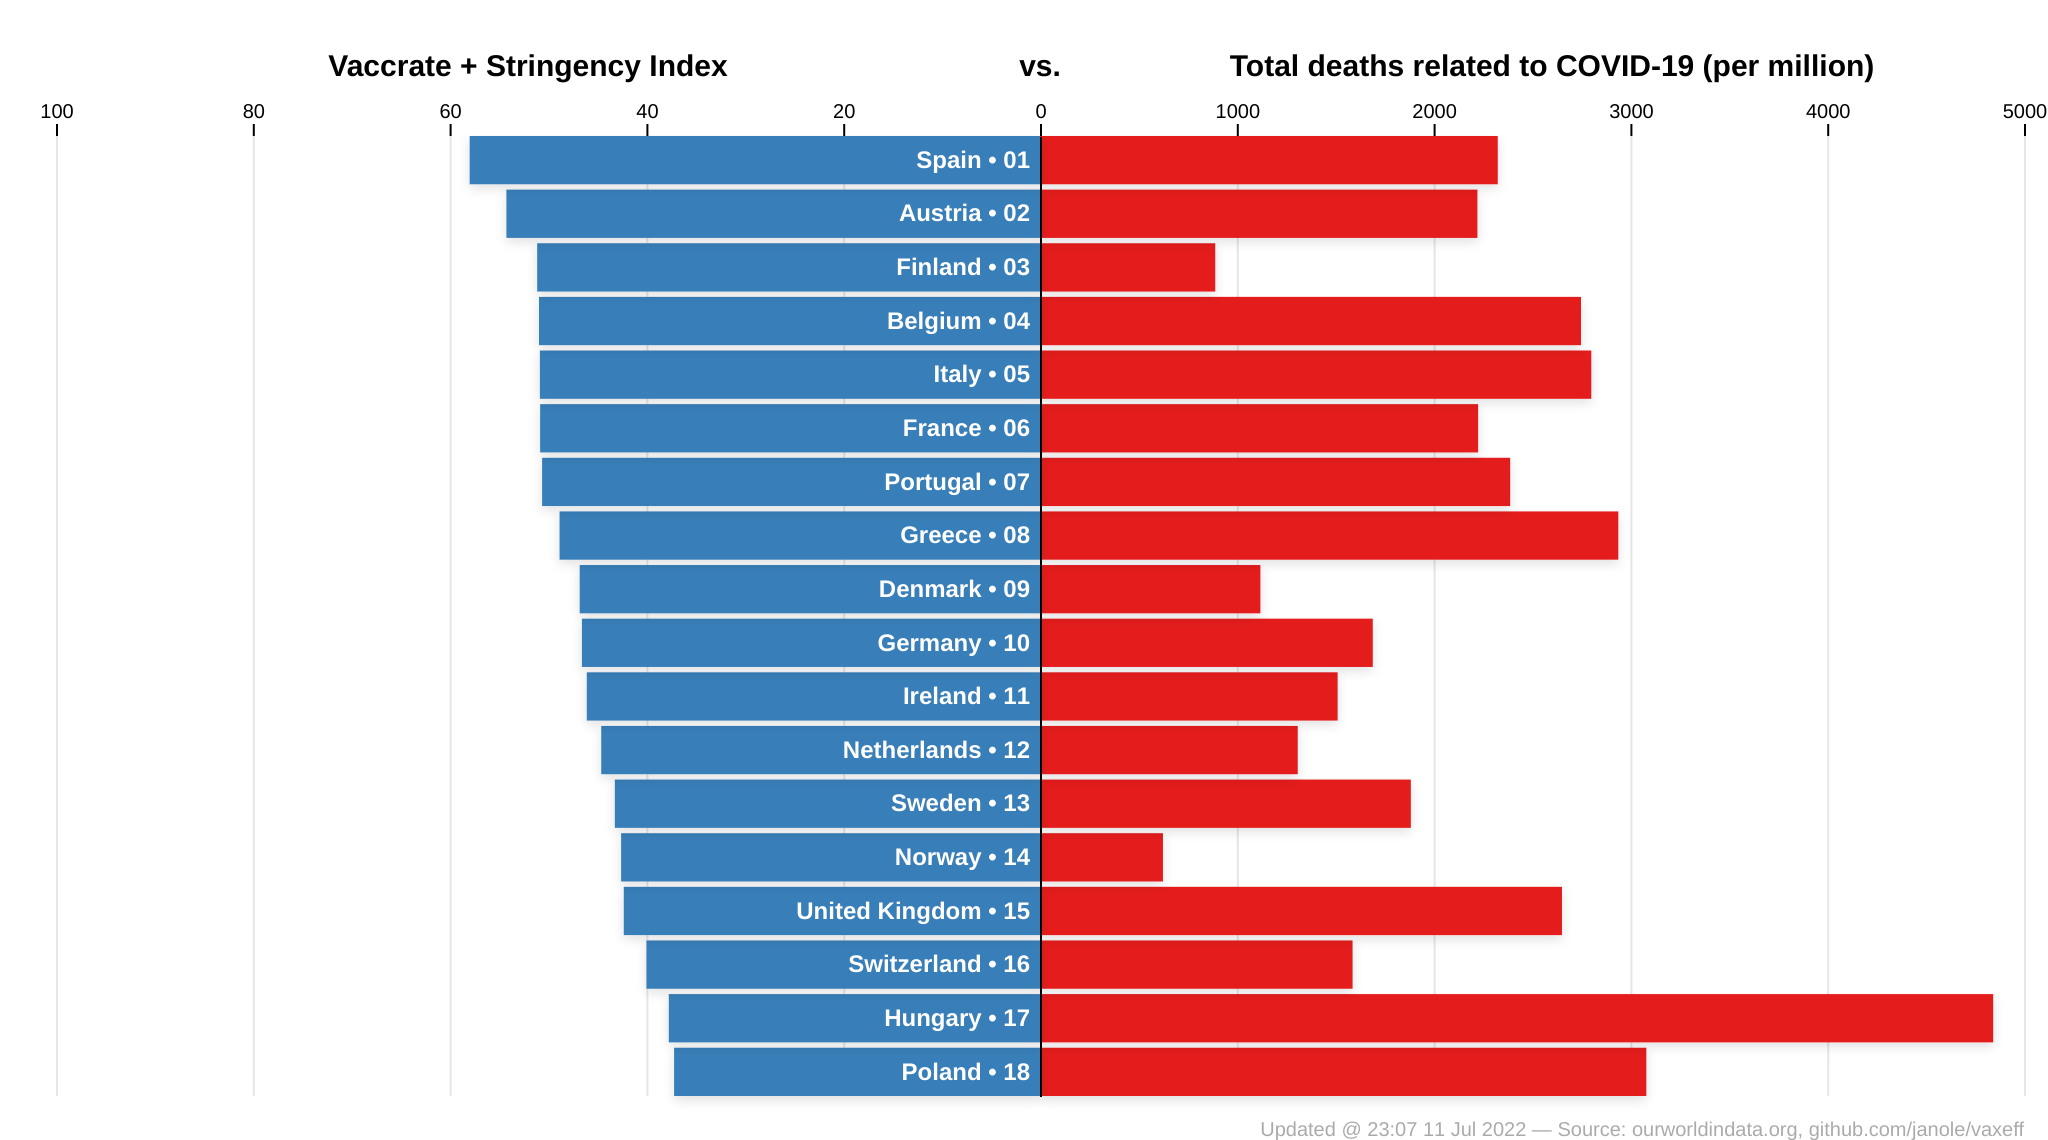 Vaccrate + Stringency Index vs. Total deaths related to COVID-19 (per million)
100 80 60 40 20 0 1000 2000 3000 4000 5000
Spain • 01
Austria • 02
Finland • 03
Belgium • 04
Italy • 05
France • 06
Portugal • 07
Greece • 08
Denmark • 09
Germany • 10
Ireland • 11
Netherlands • 12
Sweden • 13
Norway • 14
United Kingdom • 15
Switzerland • 16
Hungary • 17
Poland • 18
Updated @ 23:07 11 Jul 2022 — Source: ourworldindata.org, github.com/janole/vaxeff